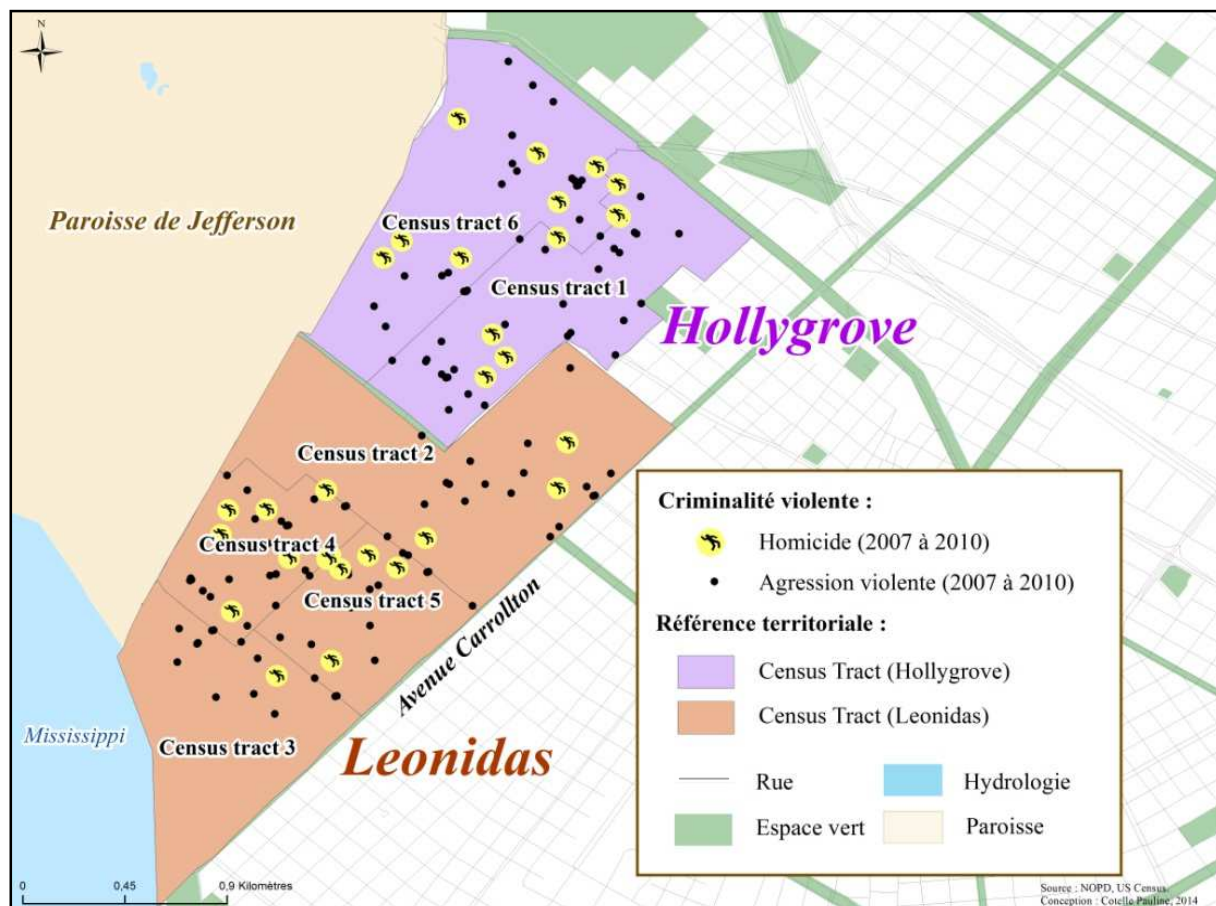 N
Paroisse de Jefferson
Census tract 6
Census tract 1
Hollygrove
Census tract 2
Census tract 4
Census tract 5
Avenue Carrollton
Mississippi
Census tract 3
Leonidas
Criminalité violente :
Homicide (2007 à 2010)
Agression violente (2007 à 2010)
Référence territoriale :
Census Tract (Hollygrove)
Census Tract (Leonidas)
Rue
Hydrologie
Espace vert
Paroisse
0 0,45 0,9 Kilomètres
Source : NOPD, US Census.
Conception : Cotelle Pauline, 2014